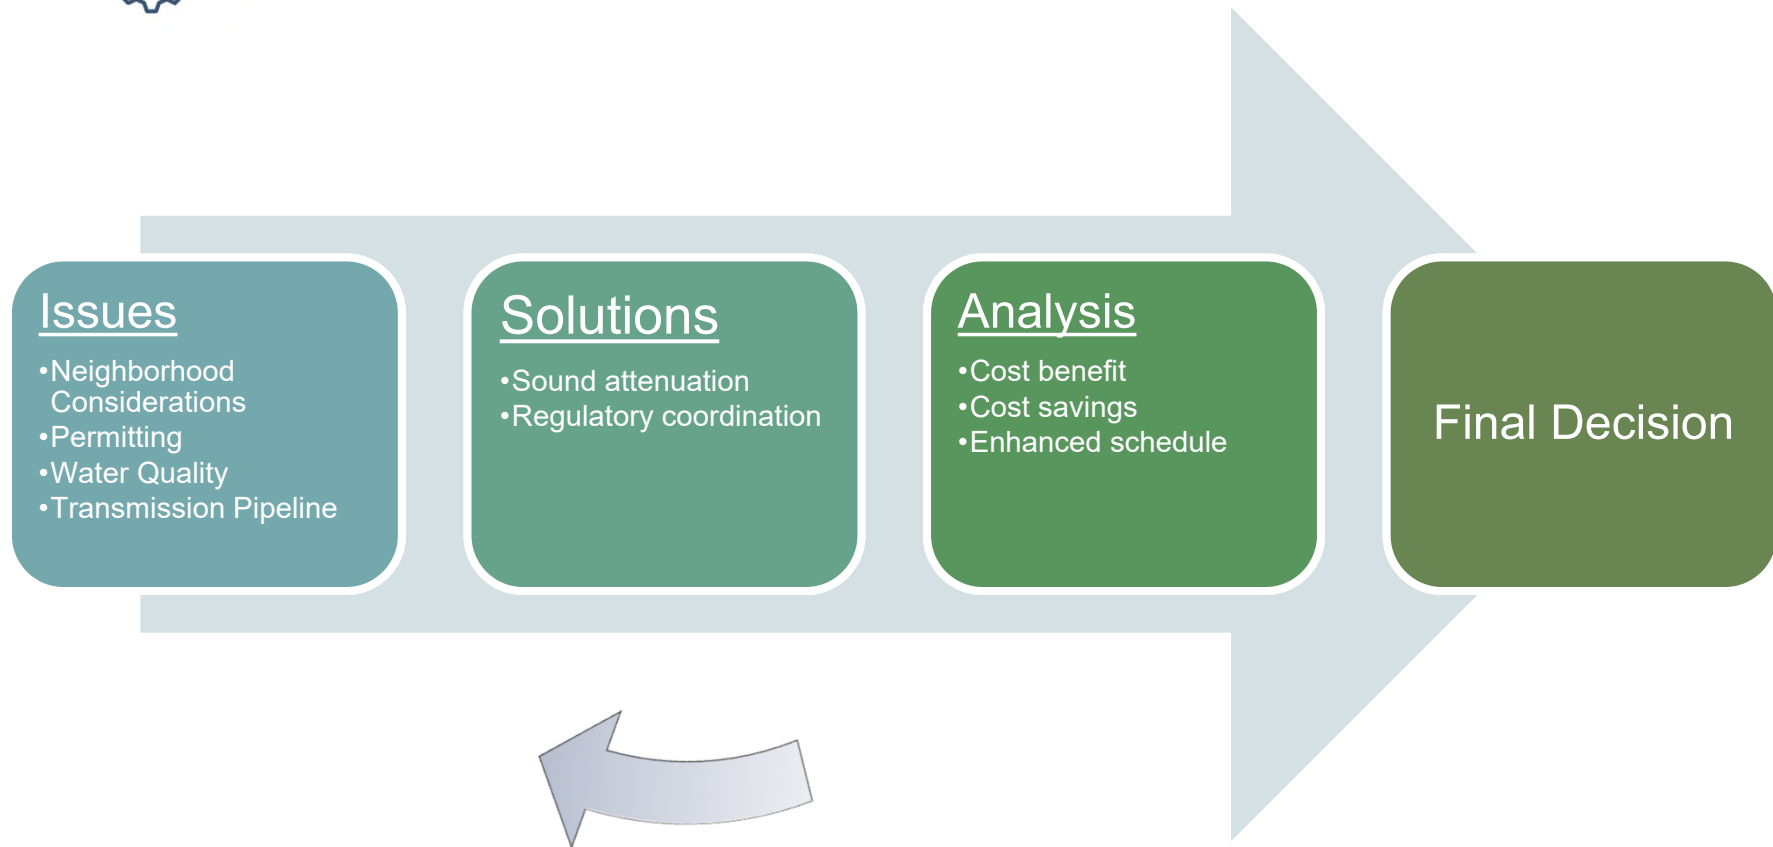 Issues
•Neighborhood
Considerations
•Permitting
•Water Quality
•Transmission Pipeline
Solutions
•Sound attenuation
•Regulatory coordination
Analysis
•Cost benefit
•Cost savings
•Enhanced schedule
Final Decision